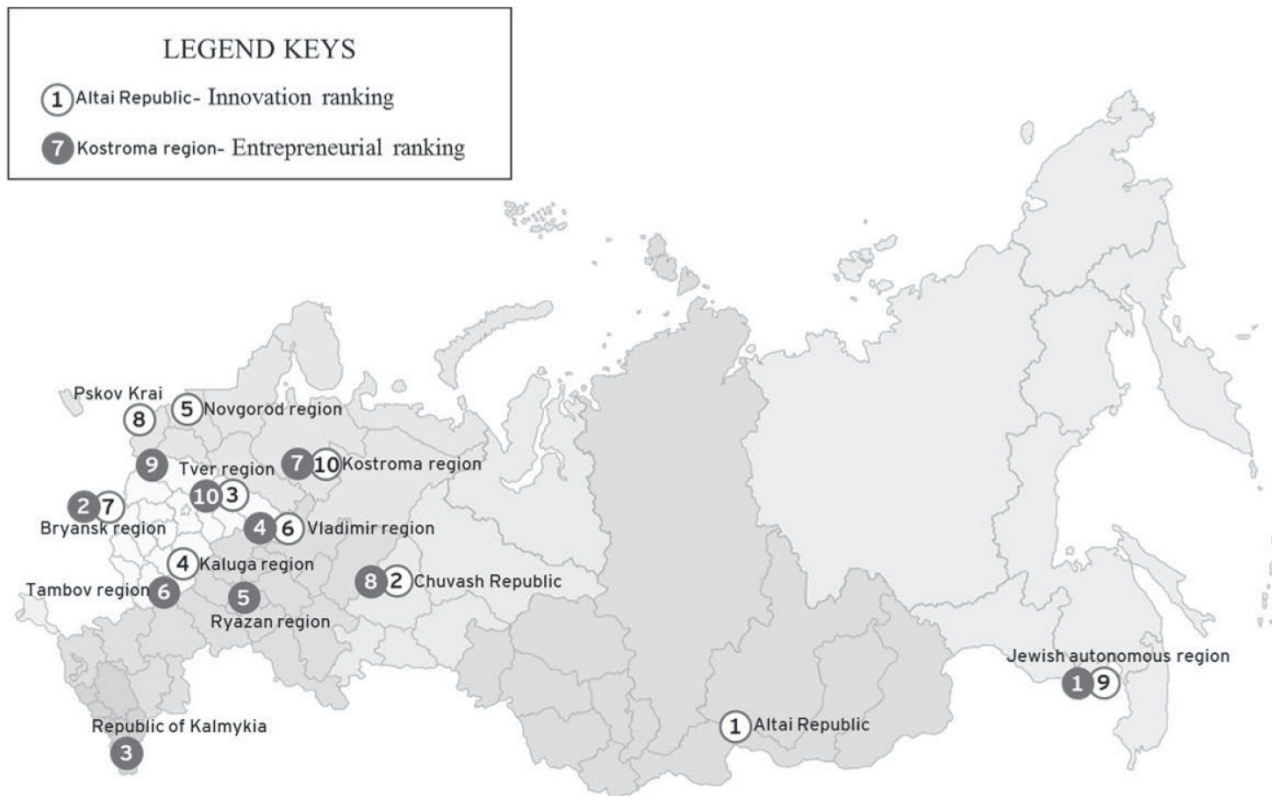 LEGEND KEYS
1 Altai Republic- Innovation ranking
7 Kostroma region- Entrepreneurial ranking
Pskov Krai
8
5 Novgorod region
9
Tver region
10 3
7 10 Kostroma region
2 7
Bryansk region
4 6 Vladimir region
4 Kaluga region
Tambov region 6
5
Ryazan region
8 2 Chuvash Republic
Jewish autonomous region
1 9
Republic of Kalmykia
3
1 Altai Republic